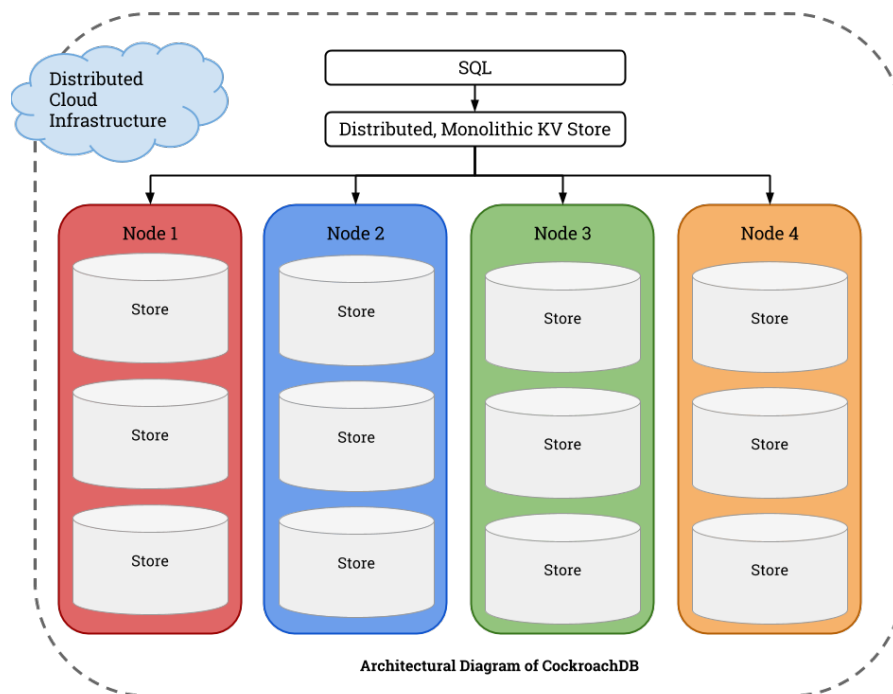 Distributed
Cloud
Infrastructure
SQL
Distributed, Monolithic KV Store
Node 1
Node 2
Node 3
Node 4
Store
Store
Store
Store
Store
Store
Store
Store
Store
Store
Store
Store
Architectural Diagram of CockroachDB